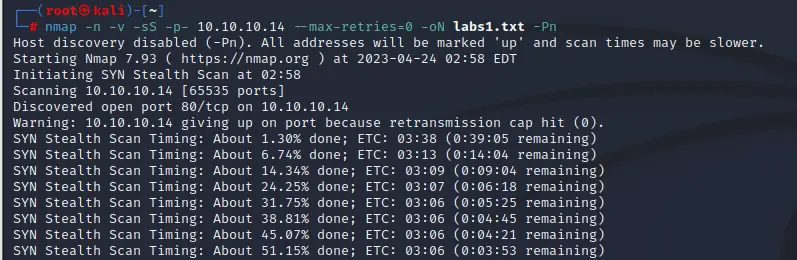 ┌──(root㉿kali)-[~]
└─# nmap -n -v -sS -p- 10.10.10.14 --max-retries=0 -oN labs1.txt -Pn
Host discovery disabled (-Pn). All addresses will be marked 'up' and scan times may be slower.
Starting Nmap 7.93 ( https://nmap.org ) at 2023-04-24 02:58 EDT
Initiating SYN Stealth Scan at 02:58
Scanning 10.10.10.14 [65535 ports]
Discovered open port 80/tcp on 10.10.10.14
Warning: 10.10.10.14 giving up on port because retransmission cap hit (0).
SYN Stealth Scan Timing: About 1.30% done; ETC: 03:38 (0:39:05 remaining)
SYN Stealth Scan Timing: About 6.74% done; ETC: 03:13 (0:14:04 remaining)
SYN Stealth Scan Timing: About 14.34% done; ETC: 03:09 (0:09:04 remaining)
SYN Stealth Scan Timing: About 24.25% done; ETC: 03:07 (0:06:18 remaining)
SYN Stealth Scan Timing: About 31.75% done; ETC: 03:06 (0:05:25 remaining)
SYN Stealth Scan Timing: About 38.81% done; ETC: 03:06 (0:04:45 remaining)
SYN Stealth Scan Timing: About 45.07% done; ETC: 03:06 (0:04:21 remaining)
SYN Stealth Scan Timing: About 51.15% done; ETC: 03:06 (0:03:53 remaining)